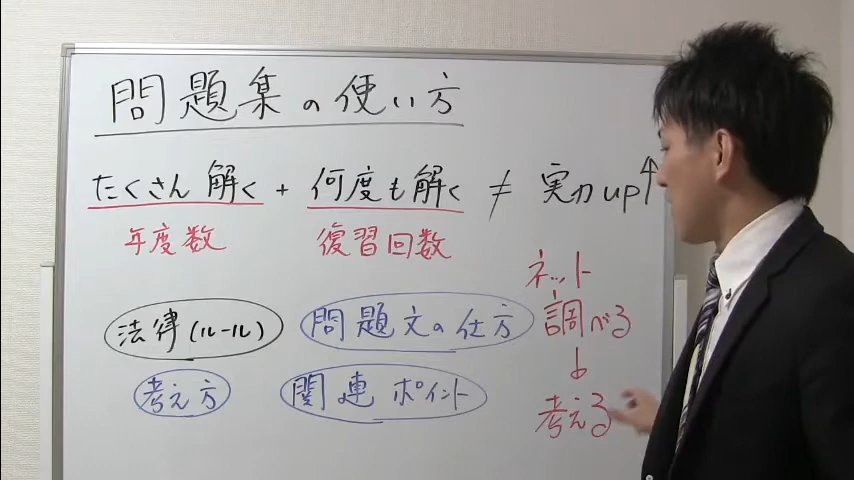 問題集の使い方
たくさん解く + 何度も解く ≠ 実力up↑
年度数 復習回数
法律(ルール) 問題文の仕方
考え方 関連ポイント
ネット
調べる
↓
考える